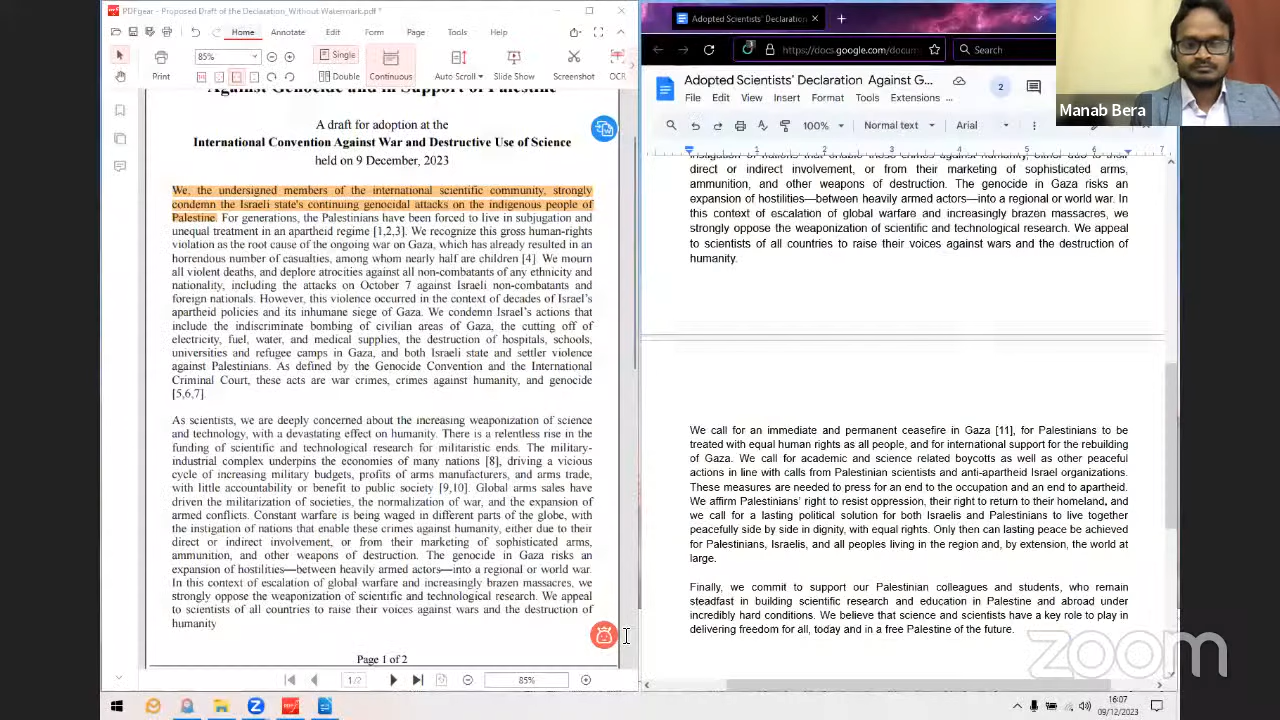 PDFgear - Proposed Draft of the Declaration_Without Watermark.pdf *
Home Annotate Edit Form Page Tools Help
85%
Single
Double
Print
Continuous
Auto Scroll
Slide Show
Screenshot
OCR
Against Genocide and in Support of Palestine
A draft for adoption at the
International Convention Against War and Destructive Use of Science
held on 9 December, 2023
We, the undersigned members of the international scientific community, strongly
condemn the Israeli state's continuing genocidal attacks on the indigenous people of
Palestine. For generations, the Palestinians have been forced to live in subjugation and
unequal treatment in an apartheid regime [1,2,3]. We recognize this gross human-rights
violation as the root cause of the ongoing war on Gaza, which has already resulted in an
horrendous number of casualties, among whom nearly half are children [4]. We mourn
all violent deaths, and deplore atrocities against all non-combatants of any ethnicity and
nationality, including the attacks on October 7 against Israeli non-combatants and
foreign nationals. However, this violence occurred in the context of decades of Israel's
apartheid policies and its inhumane siege of Gaza. We condemn Israel's actions that
include the indiscriminate bombing of civilian areas of Gaza, the cutting off of
electricity, fuel, water, and medical supplies, the destruction of hospitals, schools,
universities and refugee camps in Gaza, and both Israeli state and settler violence
against Palestinians. As defined by the Genocide Convention and the International
Criminal Court, these acts are war crimes, crimes against humanity, and genocide
[5,6,7].
As scientists, we are deeply concerned about the increasing weaponization of science
and technology, with a devastating effect on humanity. There is a relentless rise in the
funding of scientific and technological research for militaristic ends. The military-
industrial complex underpins the economies of many nations [8], driving a vicious
cycle of increasing military budgets, profits of arms manufacturers, and arms trade,
with little accountability or benefit to public society [9,10]. Global arms sales have
driven the militarization of societies, the normalization of war, and the expansion of
armed conflicts. Constant warfare is being waged in different parts of the globe, with
the instigation of nations that enable these crimes against humanity, either due to their
direct or indirect involvement, or from their marketing of sophisticated arms,
ammunition, and other weapons of destruction. The genocide in Gaza risks an
expansion of hostilities—between heavily armed actors—into a regional or world war.
In this context of escalation of global warfare and increasingly brazen massacres, we
strongly oppose the weaponization of scientific and technological research. We appeal
to scientists of all countries to raise their voices against wars and the destruction of
humanity
Page 1 of 2
1/2
85%
Adopted Scientists' Declaration
https://docs.google.com/docum
Search
Adopted Scientists' Declaration Against G...
2
File Edit View Insert Format Tools Extensions ...
100%
Normal text
Arial
1 2 3 4 5 6 7
instigation of nations that enable these crimes against humanity, either due to their
direct or indirect involvement, or from their marketing of sophisticated arms,
ammunition, and other weapons of destruction. The genocide in Gaza risks an
expansion of hostilities—between heavily armed actors—into a regional or world war. In
this context of escalation of global warfare and increasingly brazen massacres, we
strongly oppose the weaponization of scientific and technological research. We appeal
to scientists of all countries to raise their voices against wars and the destruction of
humanity.
We call for an immediate and permanent ceasefire in Gaza [11], for Palestinians to be
treated with equal human rights as all people, and for international support for the rebuilding
of Gaza. We call for academic and science related boycotts as well as other peaceful
actions in line with calls from Palestinian scientists and anti-apartheid Israel organizations.
These measures are needed to press for an end to the occupation and an end to apartheid.
We affirm Palestinians' right to resist oppression, their right to return to their homeland, and
we call for a lasting political solution for both Israelis and Palestinians to live together
peacefully side by side in dignity, with equal rights. Only then can lasting peace be achieved
for Palestinians, Israelis, and all peoples living in the region and, by extension, the world at
large.
Finally, we commit to support our Palestinian colleagues and students, who remain
steadfast in building scientific research and education in Palestine and abroad under
incredibly hard conditions. We believe that science and scientists have a key role to play in
delivering freedom for all, today and in a free Palestine of the future.
Manab Bera
zoom
16:07
09/12/2023